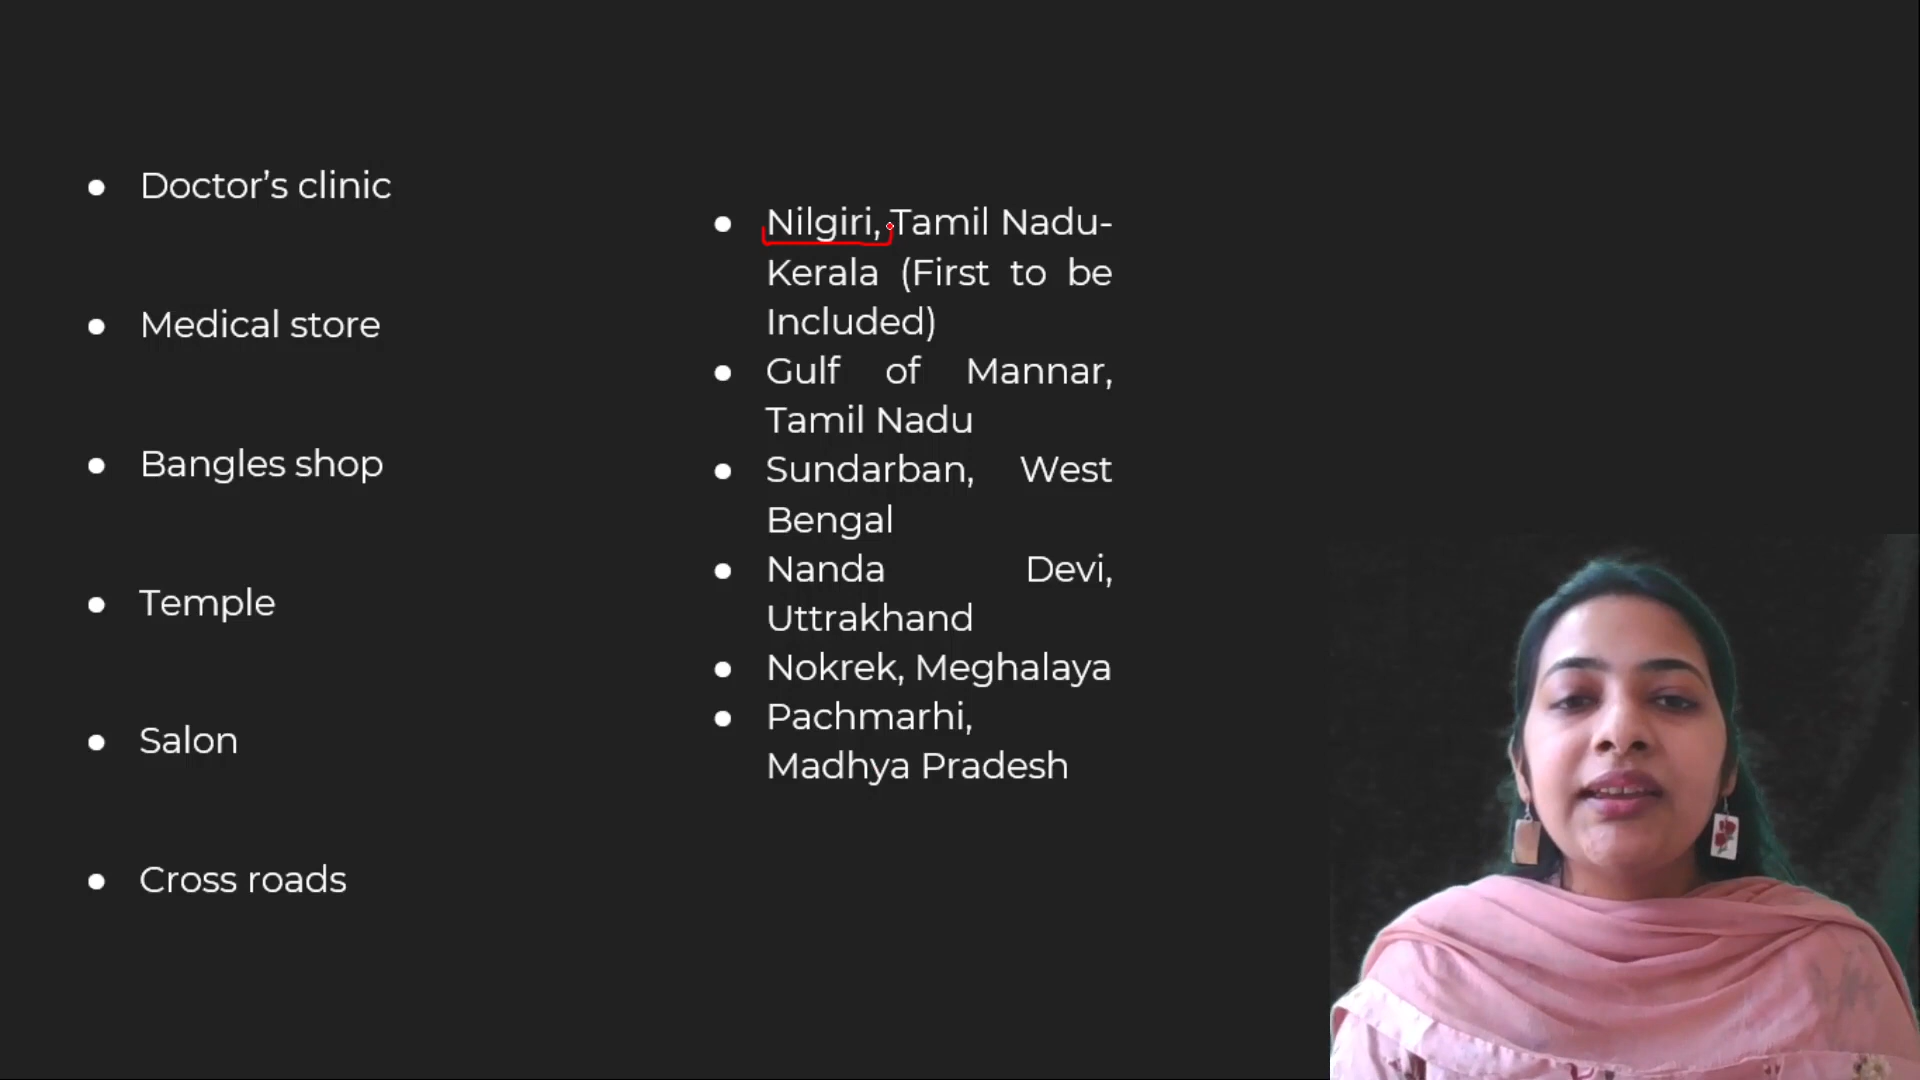 Doctor’s clinic
Medical store
Bangles shop
Temple
Salon
Cross roads
Nilgiri, Tamil Nadu-
Kerala (First to be
Included)
Gulf of Mannar,
Tamil Nadu
Sundarban, West
Bengal
Nanda Devi,
Uttrakhand
Nokrek, Meghalaya
Pachmarhi,
Madhya Pradesh